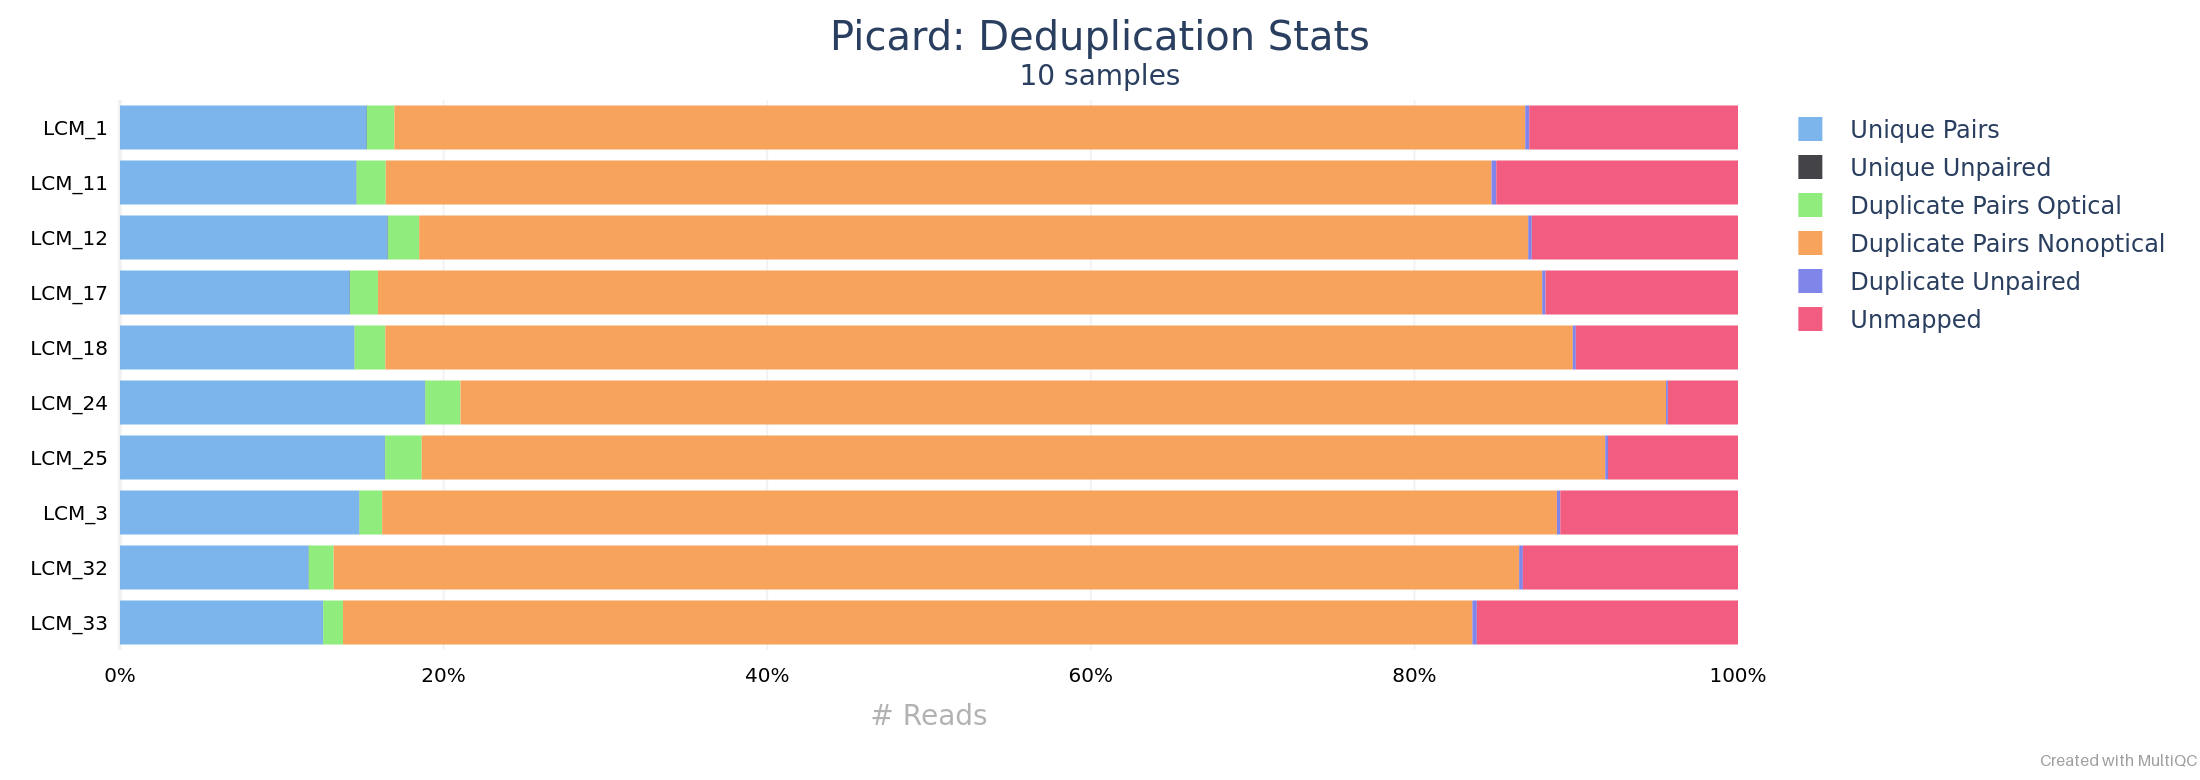 Picard: Deduplication Stats
10 samples
LCM_1
LCM_11
LCM_12
LCM_17
LCM_18
LCM_24
LCM_25
LCM_3
LCM_32
LCM_33
0% 20% 40% 60% 80% 100%
# Reads
Unique Pairs
Unique Unpaired
Duplicate Pairs Optical
Duplicate Pairs Nonoptical
Duplicate Unpaired
Unmapped
Created with MultiQC